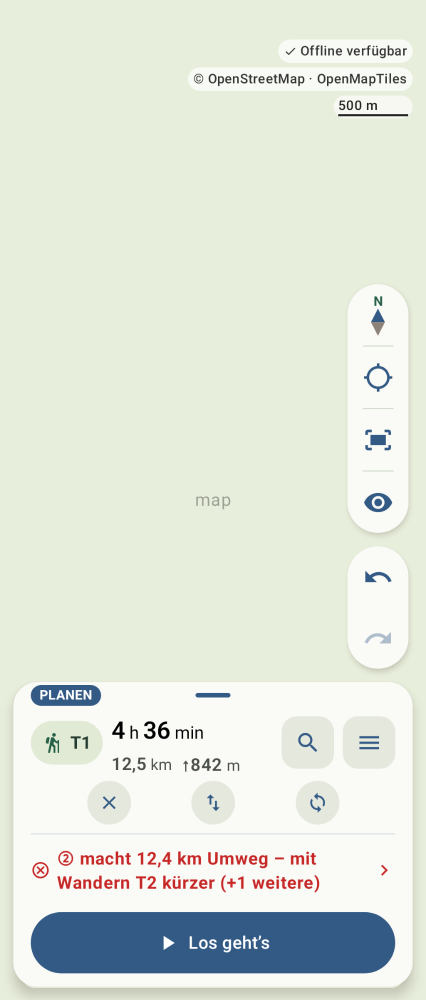 ✓ Offline verfügbar
© OpenStreetMap · OpenMapTiles
500 m
N
map
PLANEN
T1
4 h 36 min
12,5 km ↑842 m
② macht 12,4 km Umweg – mit
Wandern T2 kürzer (+1 weitere)
Los geht’s